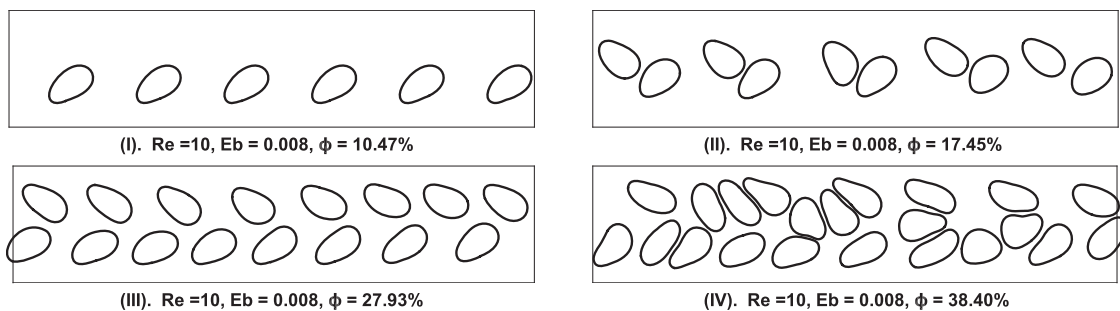 (I). Re =10, Eb = 0.008, ϕ = 10.47%
(II). Re =10, Eb = 0.008, ϕ = 17.45%
(III). Re =10, Eb = 0.008, ϕ = 27.93%
(IV). Re =10, Eb = 0.008, ϕ = 38.40%